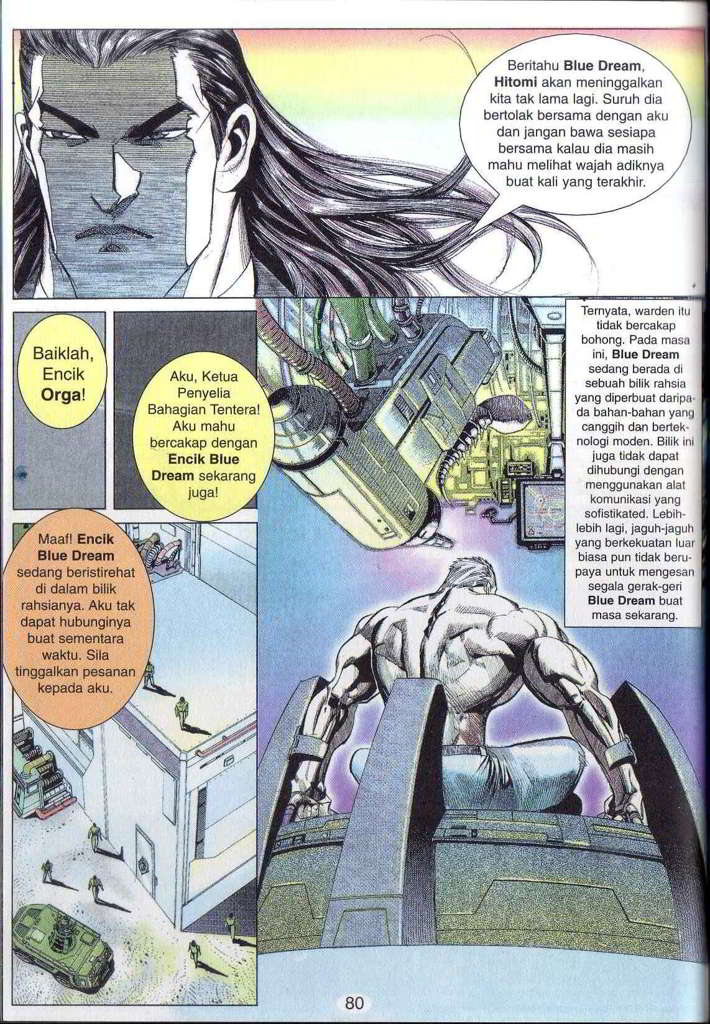 Beritahu Blue Dream,
Hitomi akan meninggalkan
kita tak lama lagi. Suruh dia
bertolak bersama dengan aku
dan jangan bawa sesiapa
bersama kalau dia masih
mahu melihat wajah adiknya
buat kali yang terakhir.
Baiklah,
Encik
Orga!
Aku, Ketua
Penyelia
Bahagian Tentera!
Aku mahu
bercakap dengan
Encik Blue
Dream sekarang
juga!
Ternyata, warden itu
tidak bercakap
bohong. Pada masa
ini, Blue Dream
sedang berada di
sebuah bilik rahsia
yang diperbuat daripa-
da bahan-bahan yang
canggih dan bertek-
nologi moden. Bilik ini
juga tidak dapat
dihubungi dengan
menggunakan alat
komunikasi yang
sofistikated. Lebih-
lebih lagi, jaguh-jaguh
yang berkekuatan luar
biasa pun tidak beru-
paya untuk mengesan
segala gerak-geri
Blue Dream buat
masa sekarang.
Maaf! Encik
Blue Dream
sedang beristirehat
di dalam bilik
rahsianya. Aku tak
dapat hubunginya
buat sementara
waktu. Sila
tinggalkan pesanan
kepada aku.
80